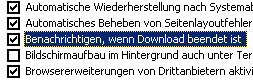 Automatische Wiederherstellung nach Systemab
Automatisches Beheben von Seitenlayoutfehler
Benachrichtigen, wenn Download beendet ist
Bildschirmaufbau im Hintergrund auch unter Ter
Browsererweiterungen von Drittanbietern aktivi